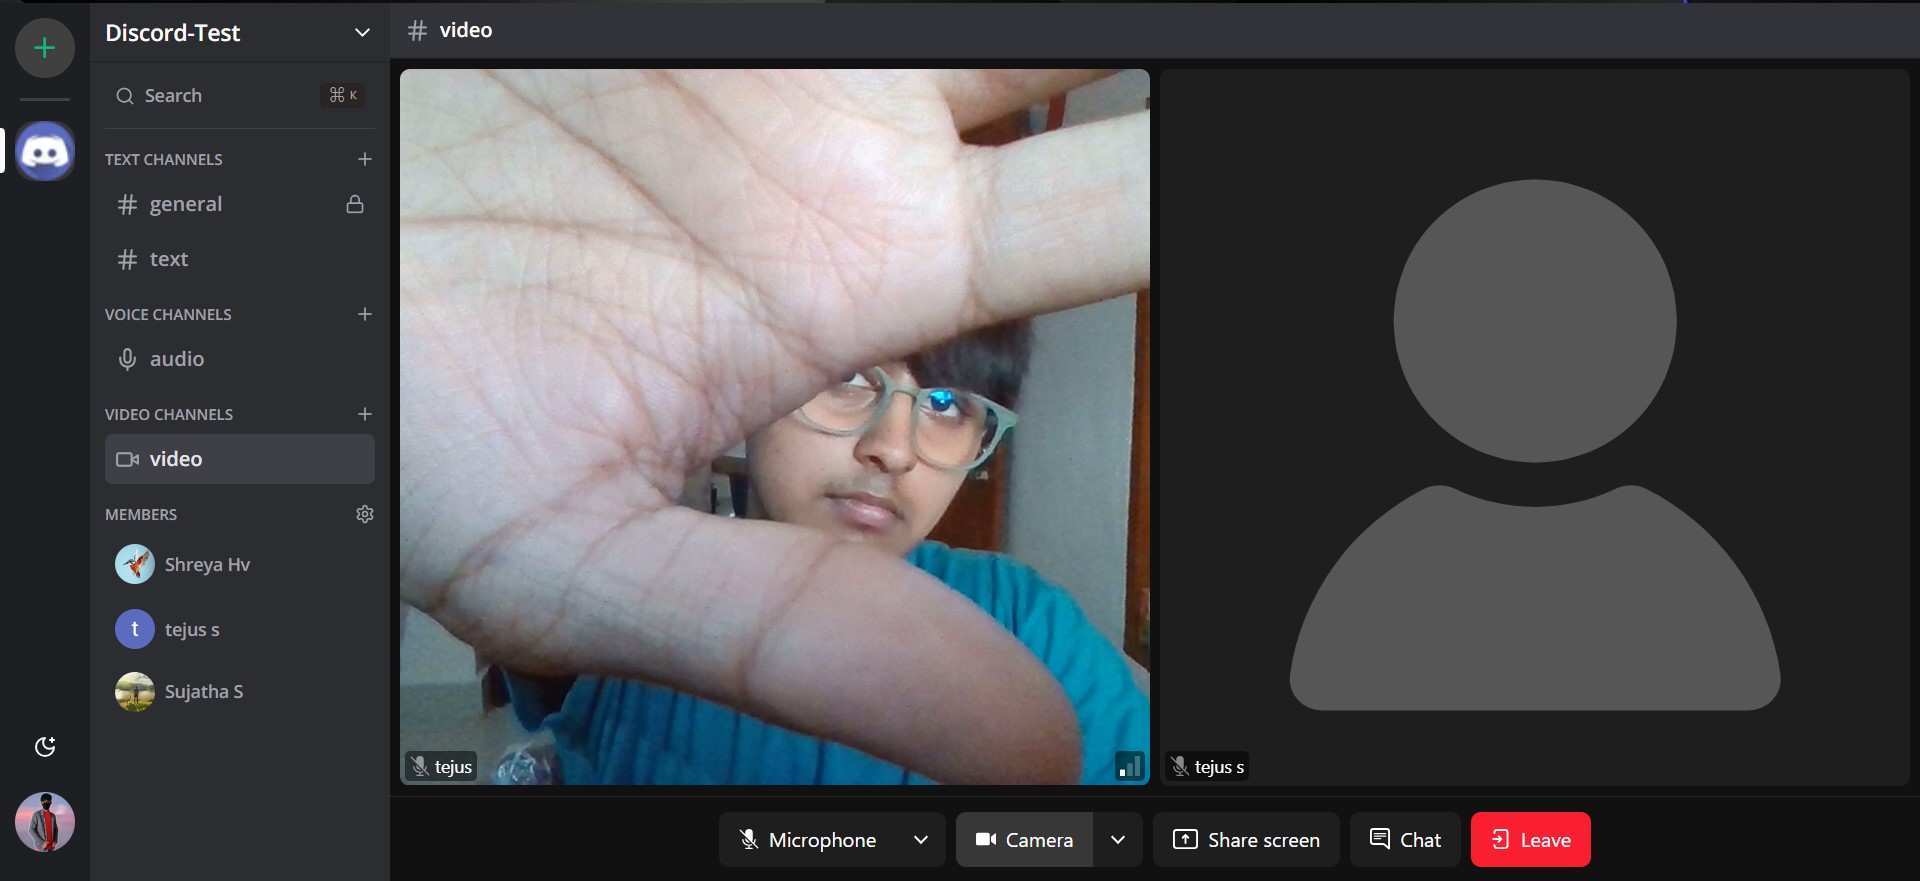 Discord-Test
Search
⌘ K
TEXT CHANNELS
general
text
VOICE CHANNELS
audio
VIDEO CHANNELS
video
MEMBERS
Shreya Hv
t
tejus s
Sujatha S
# video
tejus
tejus s
Microphone
Camera
Share screen
Chat
Leave